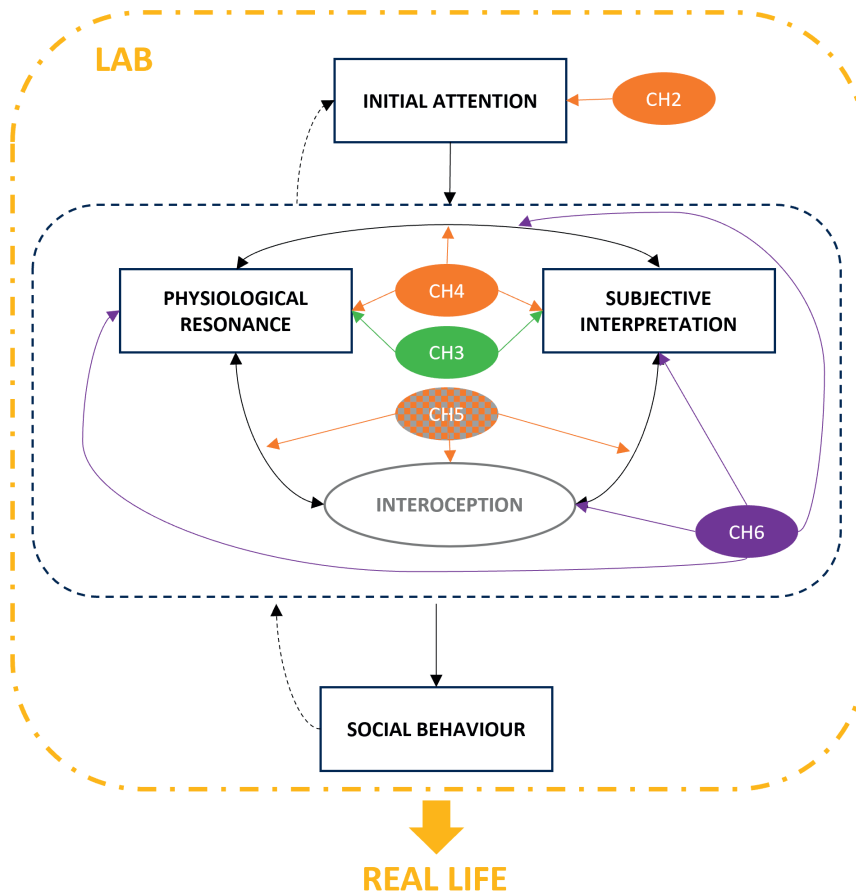 LAB
INITIAL ATTENTION
CH2
PHYSIOLOGICAL
RESONANCE
CH4
SUBJECTIVE
INTERPRETATION
CH3
CH5
INTEROCEPTION
CH6
SOCIAL BEHAVIOUR
REAL LIFE